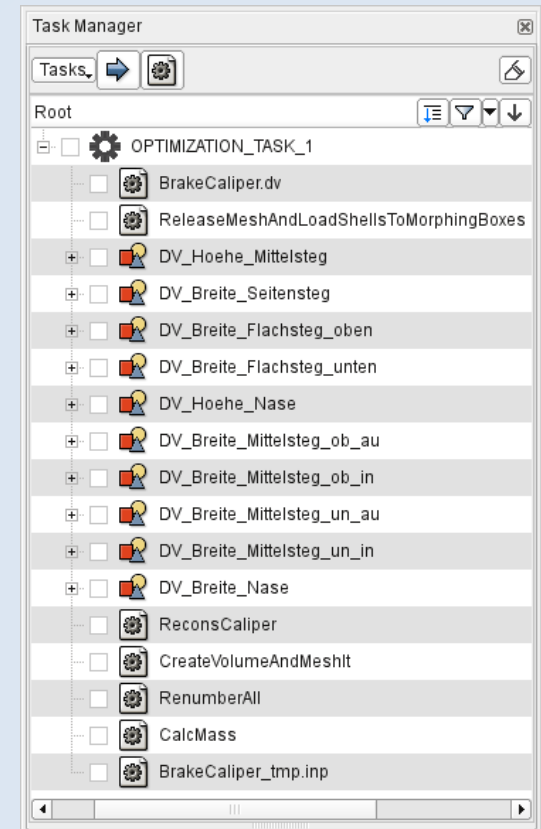 Task Manager
Tasks
Root
OPTIMIZATION_TASK_1
BrakeCaliper.dv
ReleaseMeshAndLoadShellsToMorphingBoxes
DV_Hoehe_Mittelsteg
DV_Breite_Seitensteg
DV_Breite_Flachsteg_oben
DV_Breite_Flachsteg_unten
DV_Hoehe_Nase
DV_Breite_Mittelsteg_ob_au
DV_Breite_Mittelsteg_ob_in
DV_Breite_Mittelsteg_un_au
DV_Breite_Mittelsteg_un_in
DV_Breite_Nase
ReconsCaliper
CreateVolumeAndMeshIt
RenumberAll
CalcMass
BrakeCaliper_tmp.inp